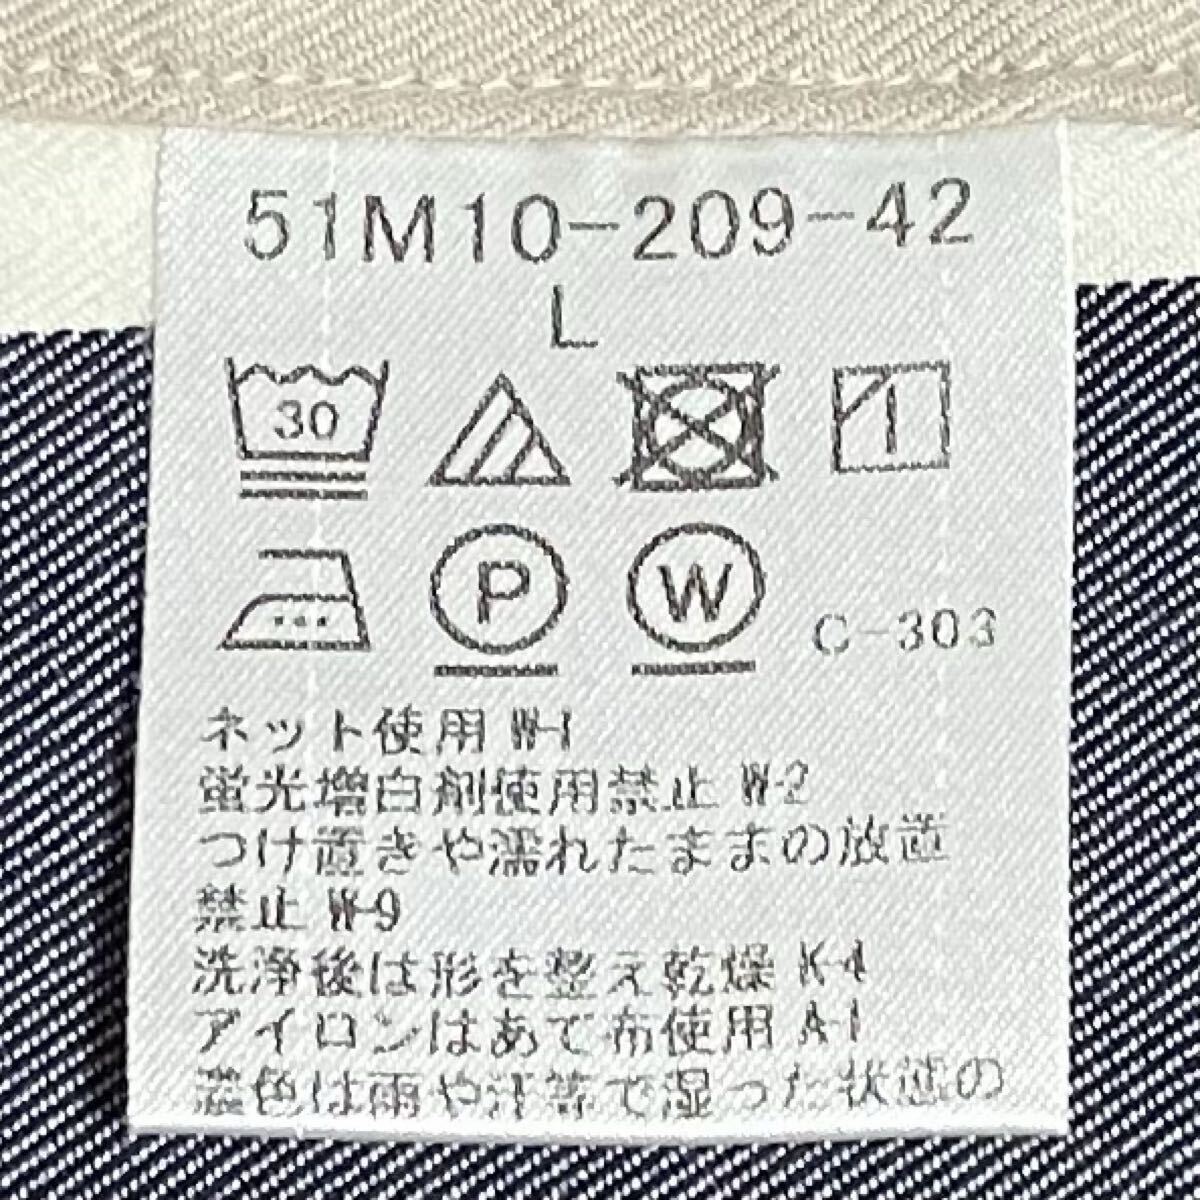 51M10-209-42
L
30
P W C-303
ネット使用 W-1
蛍光増白剤使用禁止 W-2
つけ置きや濡れたままの放置
禁止 W-9
洗浄後は形を整え乾燥 K-4
アイロンはあて布使用 A-1
濃色は雨や汗等で湿った状態の